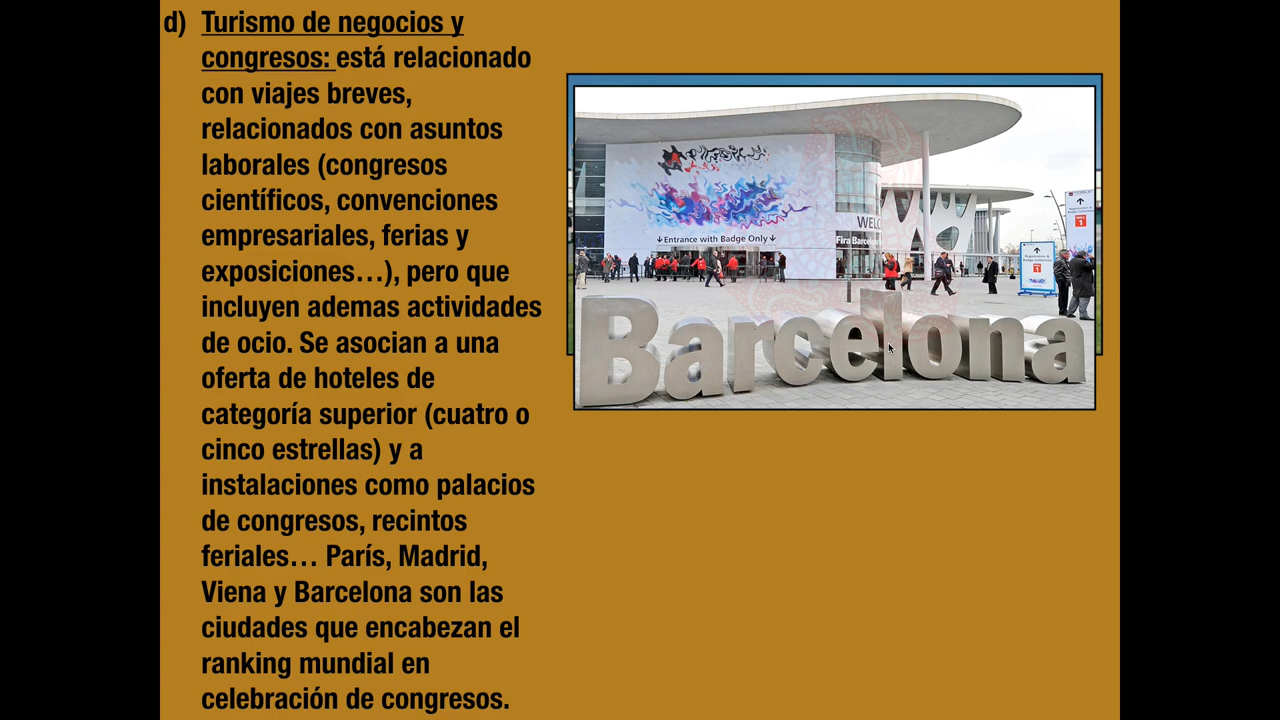 d) Turismo de negocios y
congresos: está relacionado
con viajes breves,
relacionados con asuntos
laborales (congresos
científicos, convenciones
empresariales, ferias y
exposiciones…), pero que
incluyen ademas actividades
de ocio. Se asocian a una
oferta de hoteles de
categoría superior (cuatro o
cinco estrellas) y a
instalaciones como palacios
de congresos, recintos
feriales… París, Madrid,
Viena y Barcelona son las
ciudades que encabezan el
ranking mundial en
celebración de congresos.
↓Entrance with Badge Only↓
WELC
Fira Barcelo
Barcelona